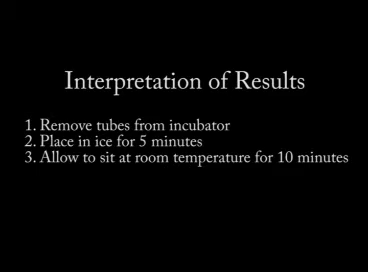 Interpretation of Results
1. Remove tubes from incubator
2. Place in ice for 5 minutes
3. Allow to sit at room temperature for 10 minutes